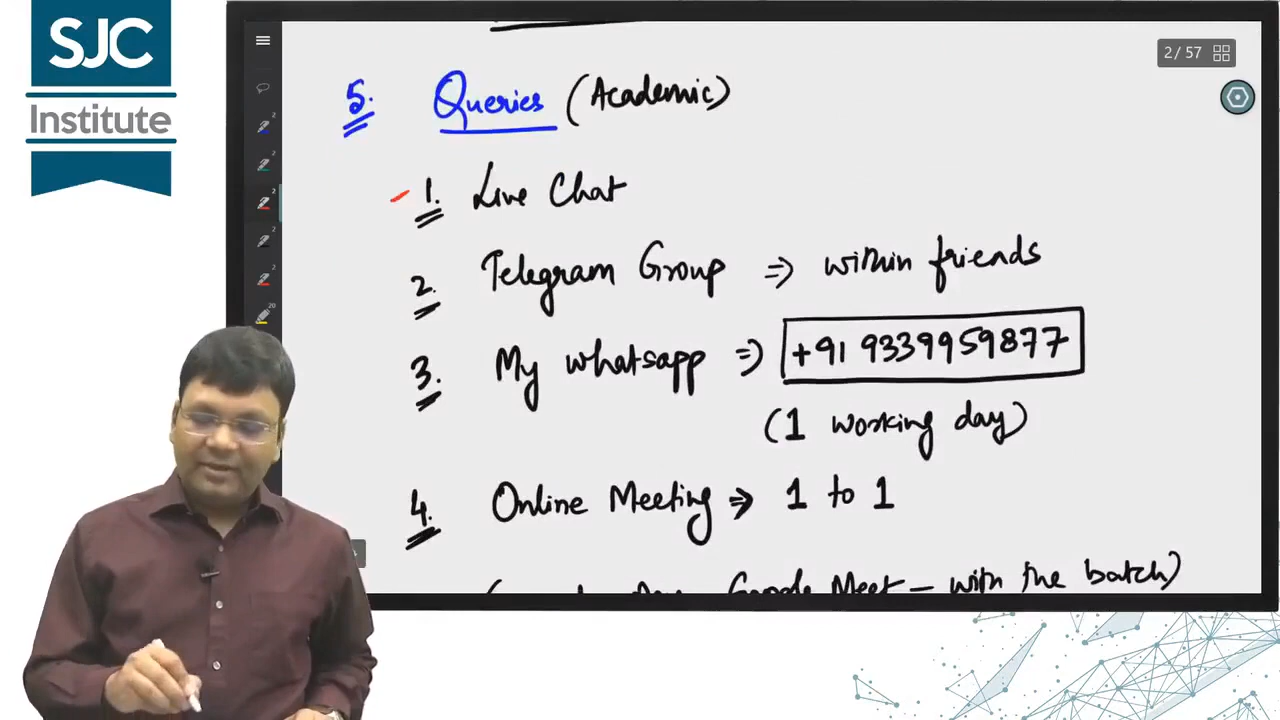 SJC
Institute
2/57
5. Queries (Academic)
1. Live Chat
2. Telegram Group ⇒ within friends
3. My whatsapp ⇒ +91 9339959877
(1 working day)
4. Online Meeting ⇒ 1 to 1
Google Meet – with the batch)